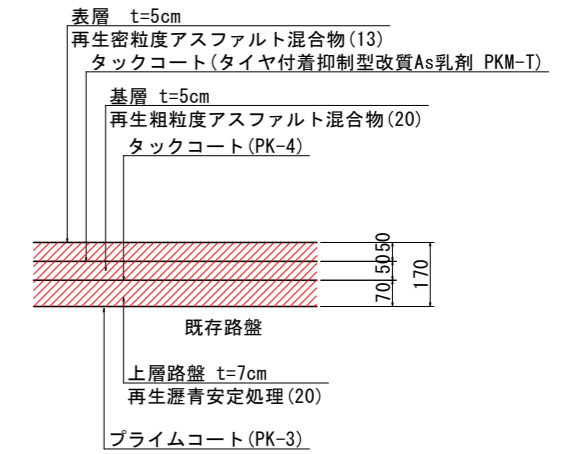 表層 t=5cm
再生密粒度アスファルト混合物(13)
タックコート(タイヤ付着抑制型改質As乳剤 PKM-T)
基層 t=5cm
再生粗粒度アスファルト混合物(20)
タックコート(PK-4)
50
50
70
170
既存路盤
上層路盤 t=7cm
再生瀝青安定処理(20)
プライムコート(PK-3)